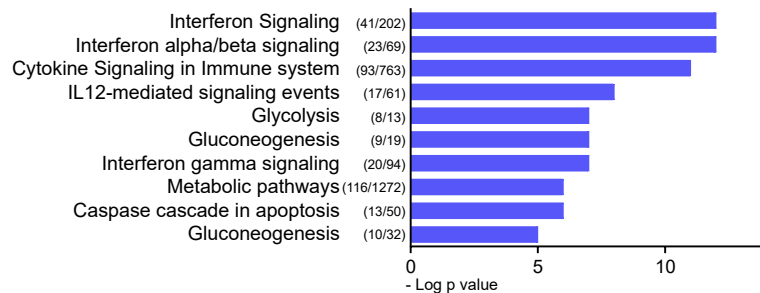 Interferon Signaling (41/202)
Interferon alpha/beta signaling (23/69)
Cytokine Signaling in Immune system (93/763)
IL12-mediated signaling events (17/61)
Glycolysis (8/13)
Gluconeogenesis (9/19)
Interferon gamma signaling (20/94)
Metabolic pathways (116/1272)
Caspase cascade in apoptosis (13/50)
Gluconeogenesis (10/32)
0 5 10
- Log p value